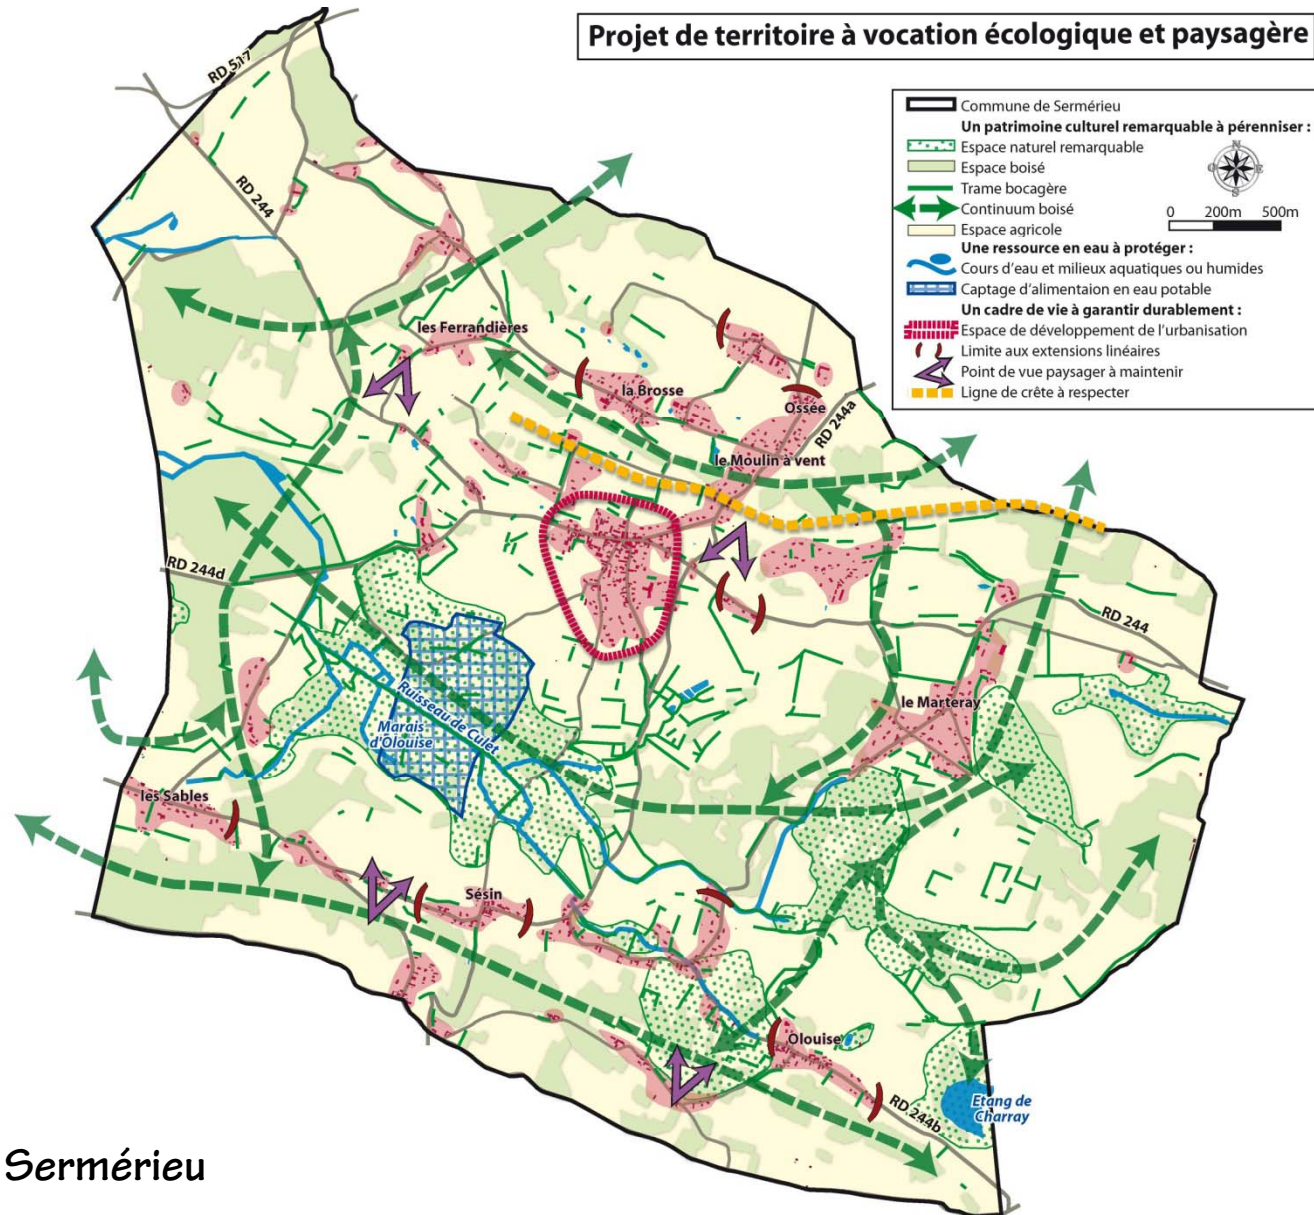 Projet de territoire à vocation écologique et paysagère
Commune de Sermérieu
Un patrimoine culturel remarquable à pérenniser :
Espace naturel remarquable
Espace boisé
Trame bocagère
Continuum boisé
Espace agricole
Une ressource en eau à protéger :
Cours d'eau et milieux aquatiques ou humides
Captage d'alimentaion en eau potable
Un cadre de vie à garantir durablement :
Espace de développement de l'urbanisation
Limite aux extensions linéaires
Point de vue paysager à maintenir
Ligne de crête à respecter
N
O
E
S
0 200m 500m
RD 517
RD 244
les Ferrandières
la Brosse
Ossée
RD 244a
le Moulin à vent
RD 244d
RD 244
Ruisseau de Culet
Marais
d'Olouise
le Marteray
les Sables
Sésin
Olouise
RD 244b
Etang de
Charray
Sermérieu